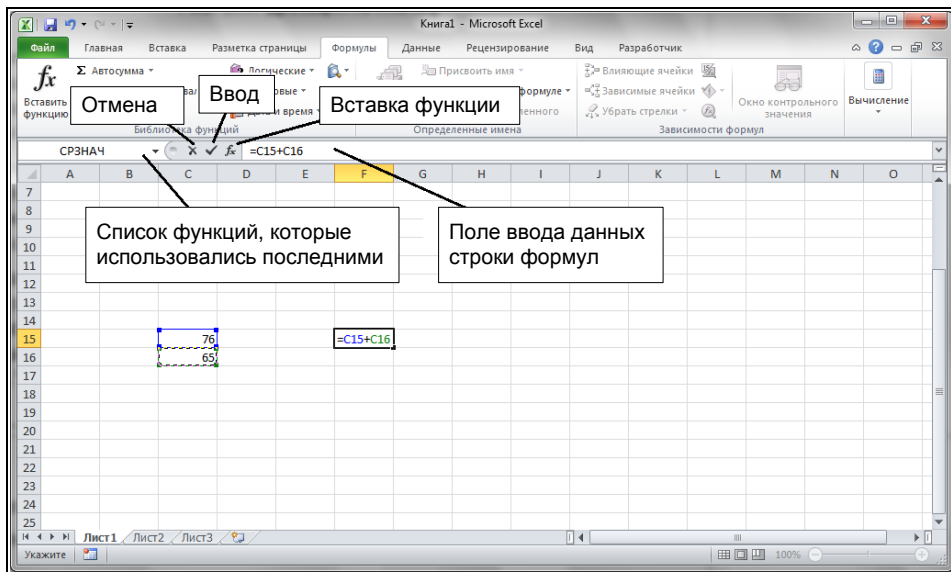 Книга1 - Microsoft Excel
Файл Главная Вставка Разметка страницы Формулы Данные Рецензирование Вид Разработчик
fx Σ Автосумма Логические Присвоить имя Влияющие ячейки
Вставить функцию Зависимые ячейки Окно контрольного значения Вычисление
Убрать стрелки
Отмена
Ввод
Вставка функции
Библиотека функций Определенные имена Зависимости формул
СРЗНАЧ fx =C15+C16
A B C D E F G H I J K L M N O
7
8
9
Список функций, которые Поле ввода данных
10
использовались последними строки формул
11
12
13
14
15 76 =C15+C16
16 65
17
18
19
20
21
22
23
24
25
Лист1 Лист2 Лист3
Укажите 100%